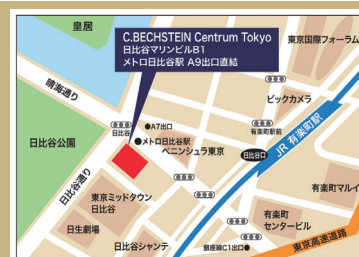 皇居
C.BECHSTEIN Centrum Tokyo
日比谷マリンビルB1
メトロ日比谷駅 A9出口直結
東京国際フォーラム
晴海通り
ビックカメラ
日比谷
●A7出口
有楽町駅前
JR 有楽町駅
日比谷公園
●メトロ日比谷駅
ペニンシュラ東京
日比谷口
日比谷通り
東京ミッドタウン
日比谷
有楽町マルイ
有楽町
センタービル
日生劇場
日比谷シャンテ
銀座線C1出口●
東京高速道路